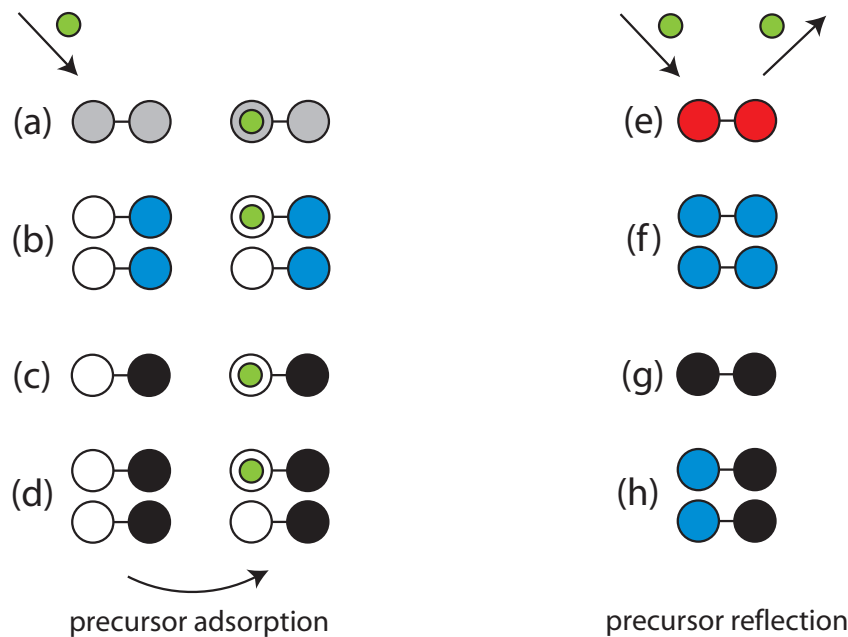 (a)
(b)
(c)
(d)
precursor adsorption
(e)
(f)
(g)
(h)
precursor reflection